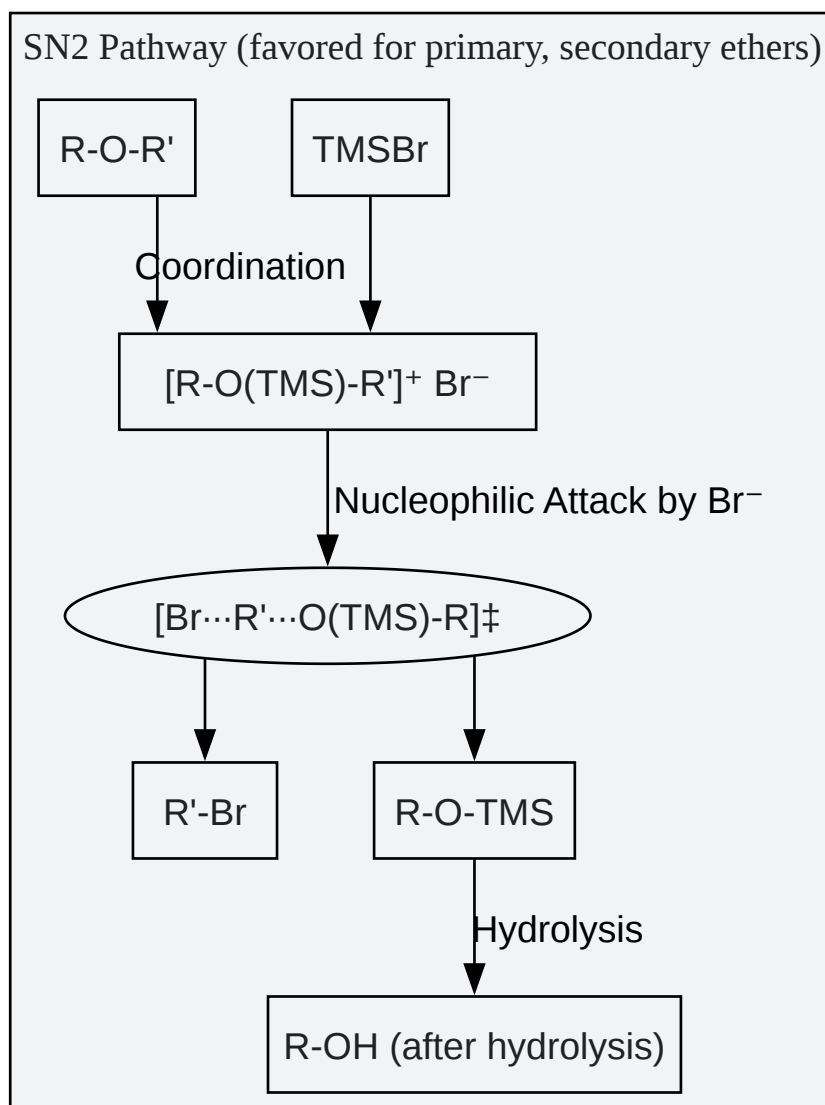 SN2 Pathway (favored for primary, secondary ethers)
R-O-R'
TMSBr
Coordination
[R-O(TMS)-R']⁺ Br⁻
Nucleophilic Attack by Br⁻
[Br···R'···O(TMS)-R]‡
R'-Br
R-O-TMS
Hydrolysis
R-OH (after hydrolysis)